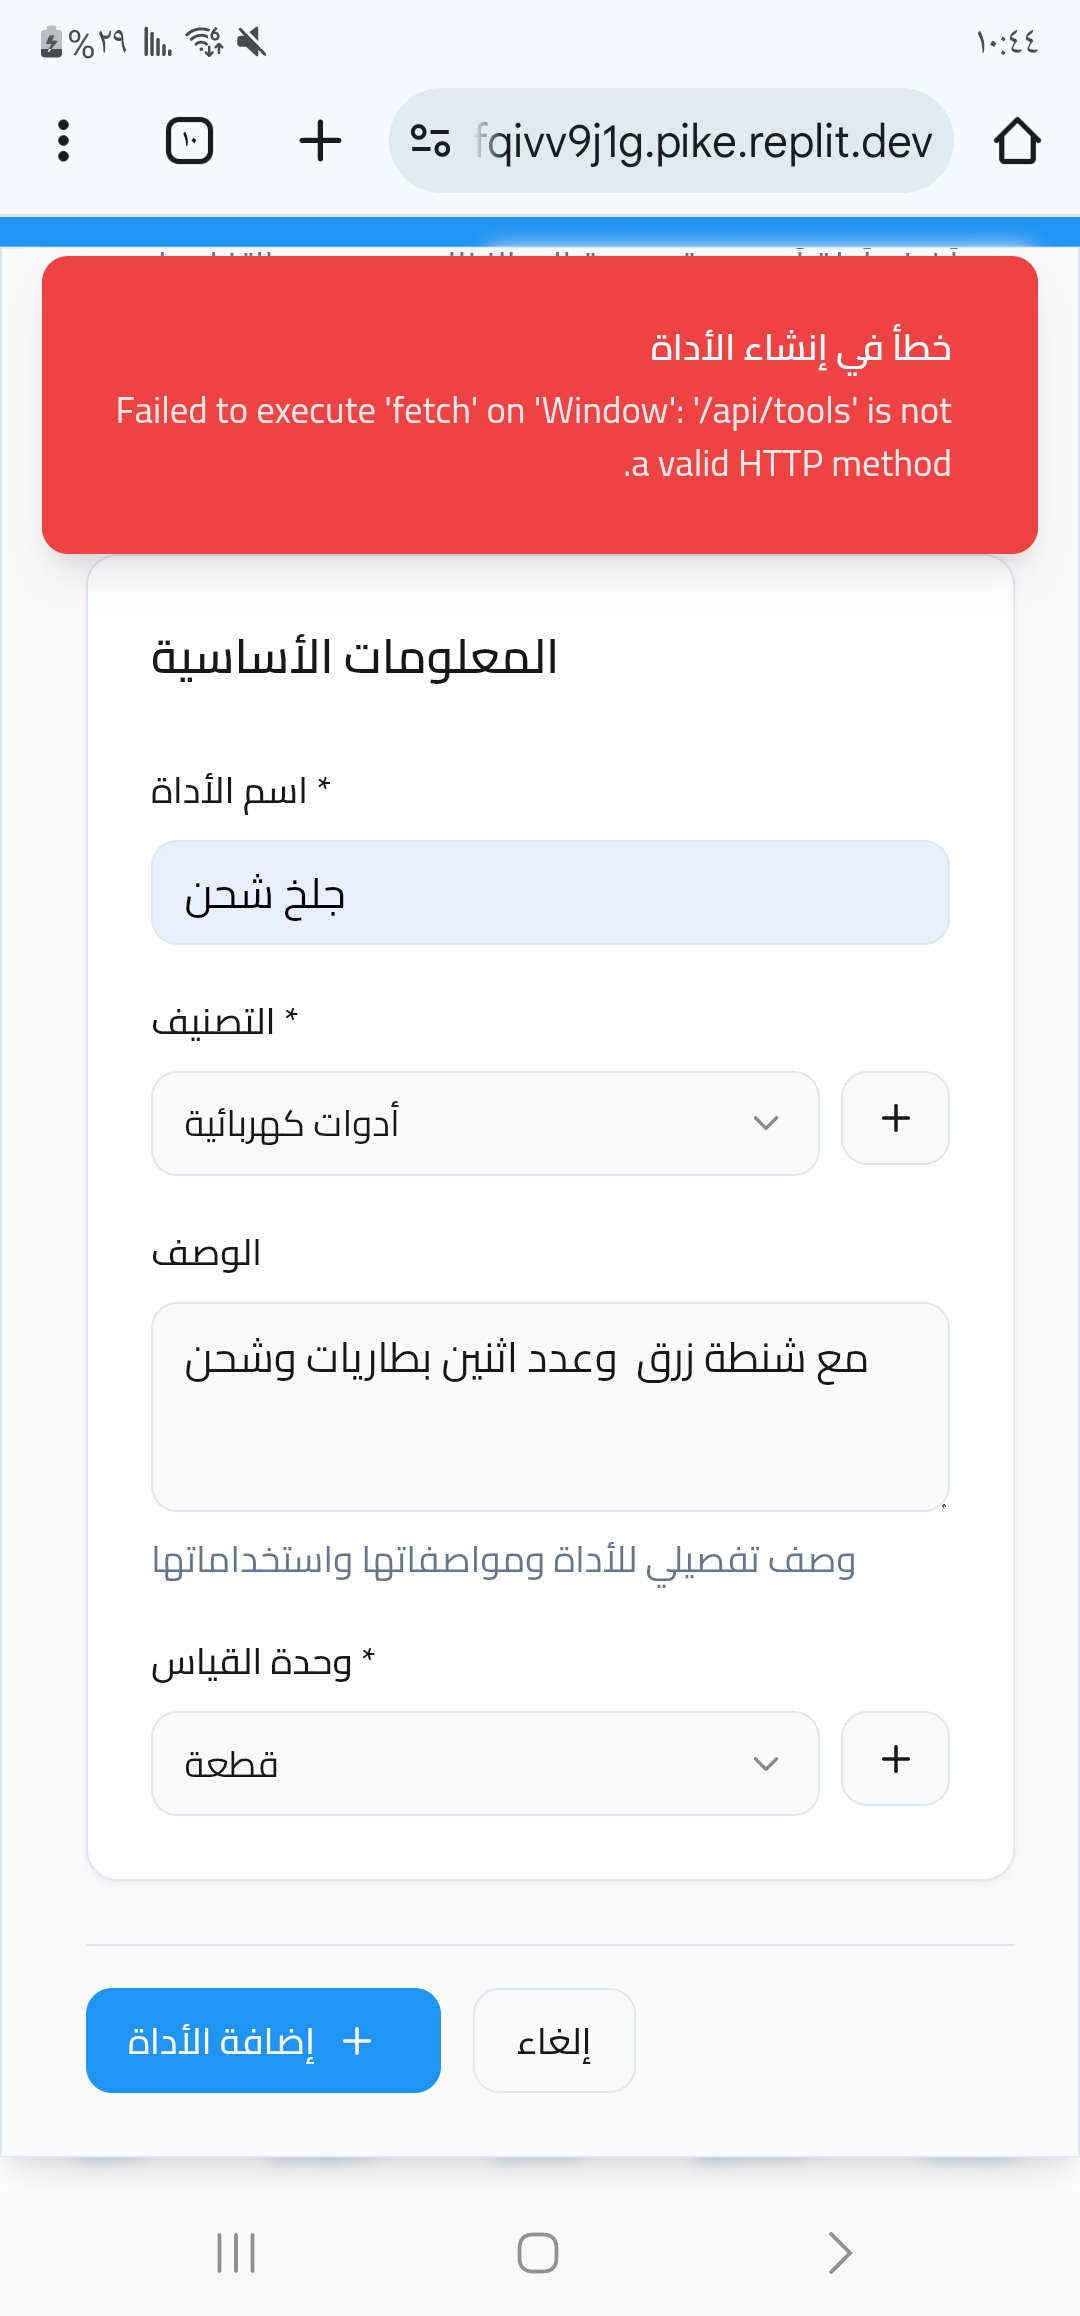 %٢٩
١٠:٤٤
١٠
fqivv9j1g.pike.replit.dev
خطأ في إنشاء الأداة
Failed to execute 'fetch' on 'Window': '/api/tools' is not
a valid HTTP method.
المعلومات الأساسية
اسم الأداة *
جلخ شحن
التصنيف *
أدوات كهربائية
الوصف
مع شنطة زرق وعدد اثنين بطاريات وشحن
وصف تفصيلي للأداة ومواصفاتها واستخداماتها
وحدة القياس *
قطعة
إضافة الأداة
إلغاء